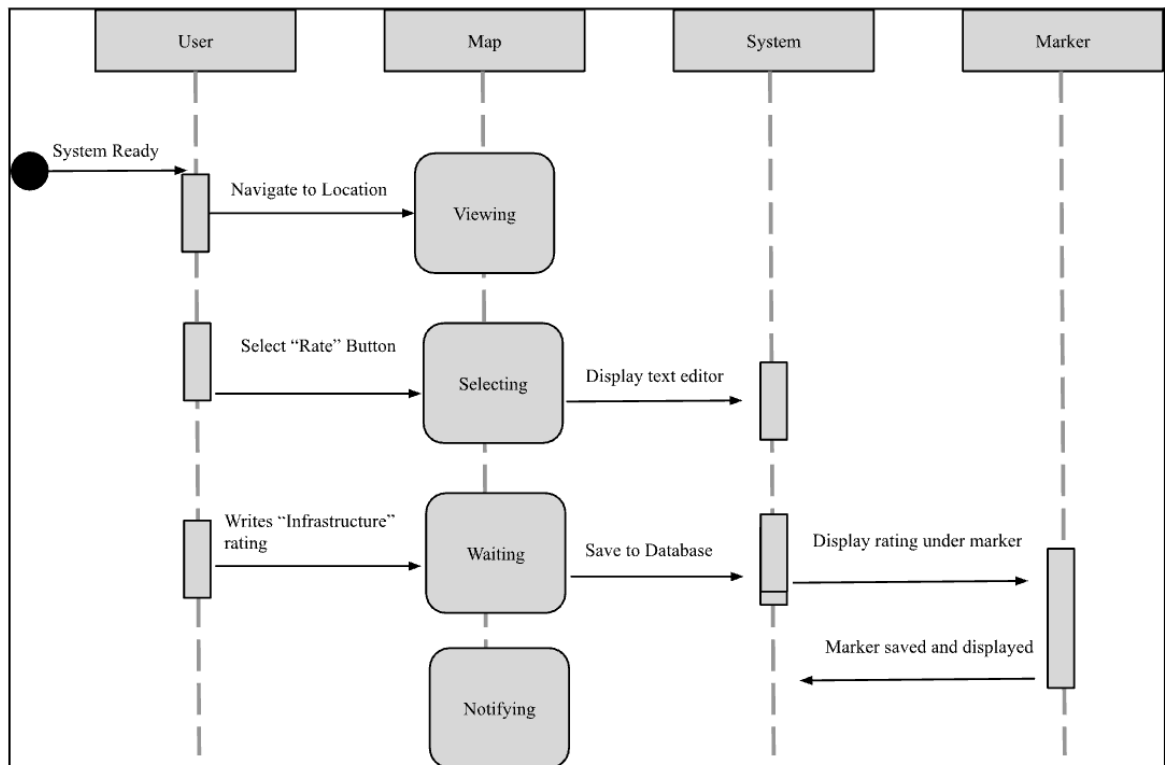 User
Map
System
Marker
System Ready
Navigate to Location
Viewing
Select “Rate” Button
Selecting
Display text editor
Writes “Infrastructure”
rating
Waiting
Save to Database
Display rating under marker
Marker saved and displayed
Notifying